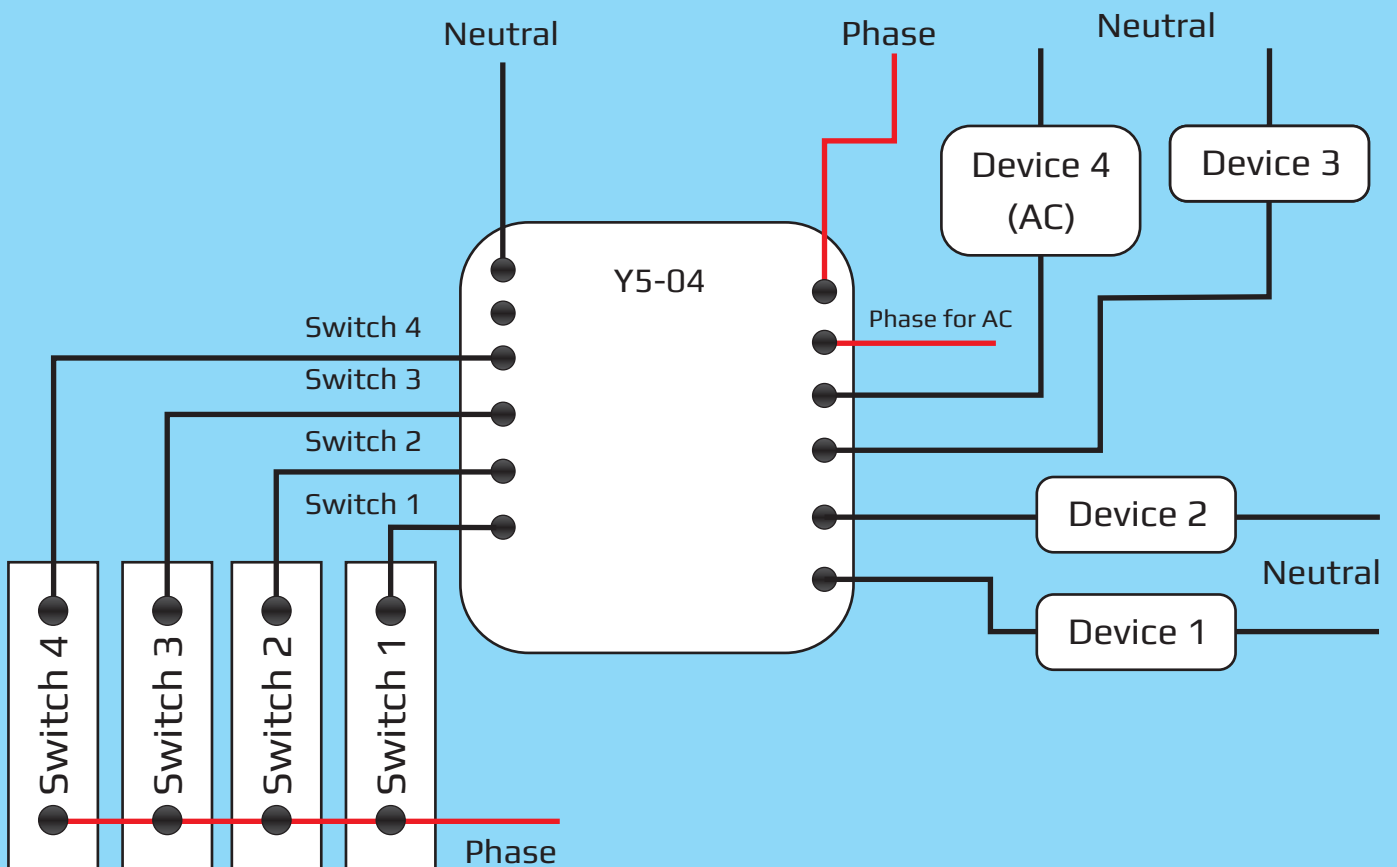 Neutral
Phase
Neutral
Device 4
(AC)
Device 3
Y5-04
Phase for AC
Switch 4
Switch 3
Switch 2
Switch 1
Device 2
Neutral
Device 1
Switch 4
Switch 3
Switch 2
Switch 1
Phase